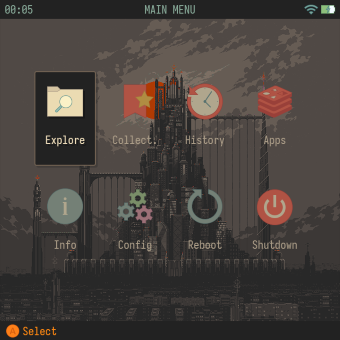 00:05 MAIN MENU
Explore Collect. History Apps
Info Config Reboot Shutdown
A Select